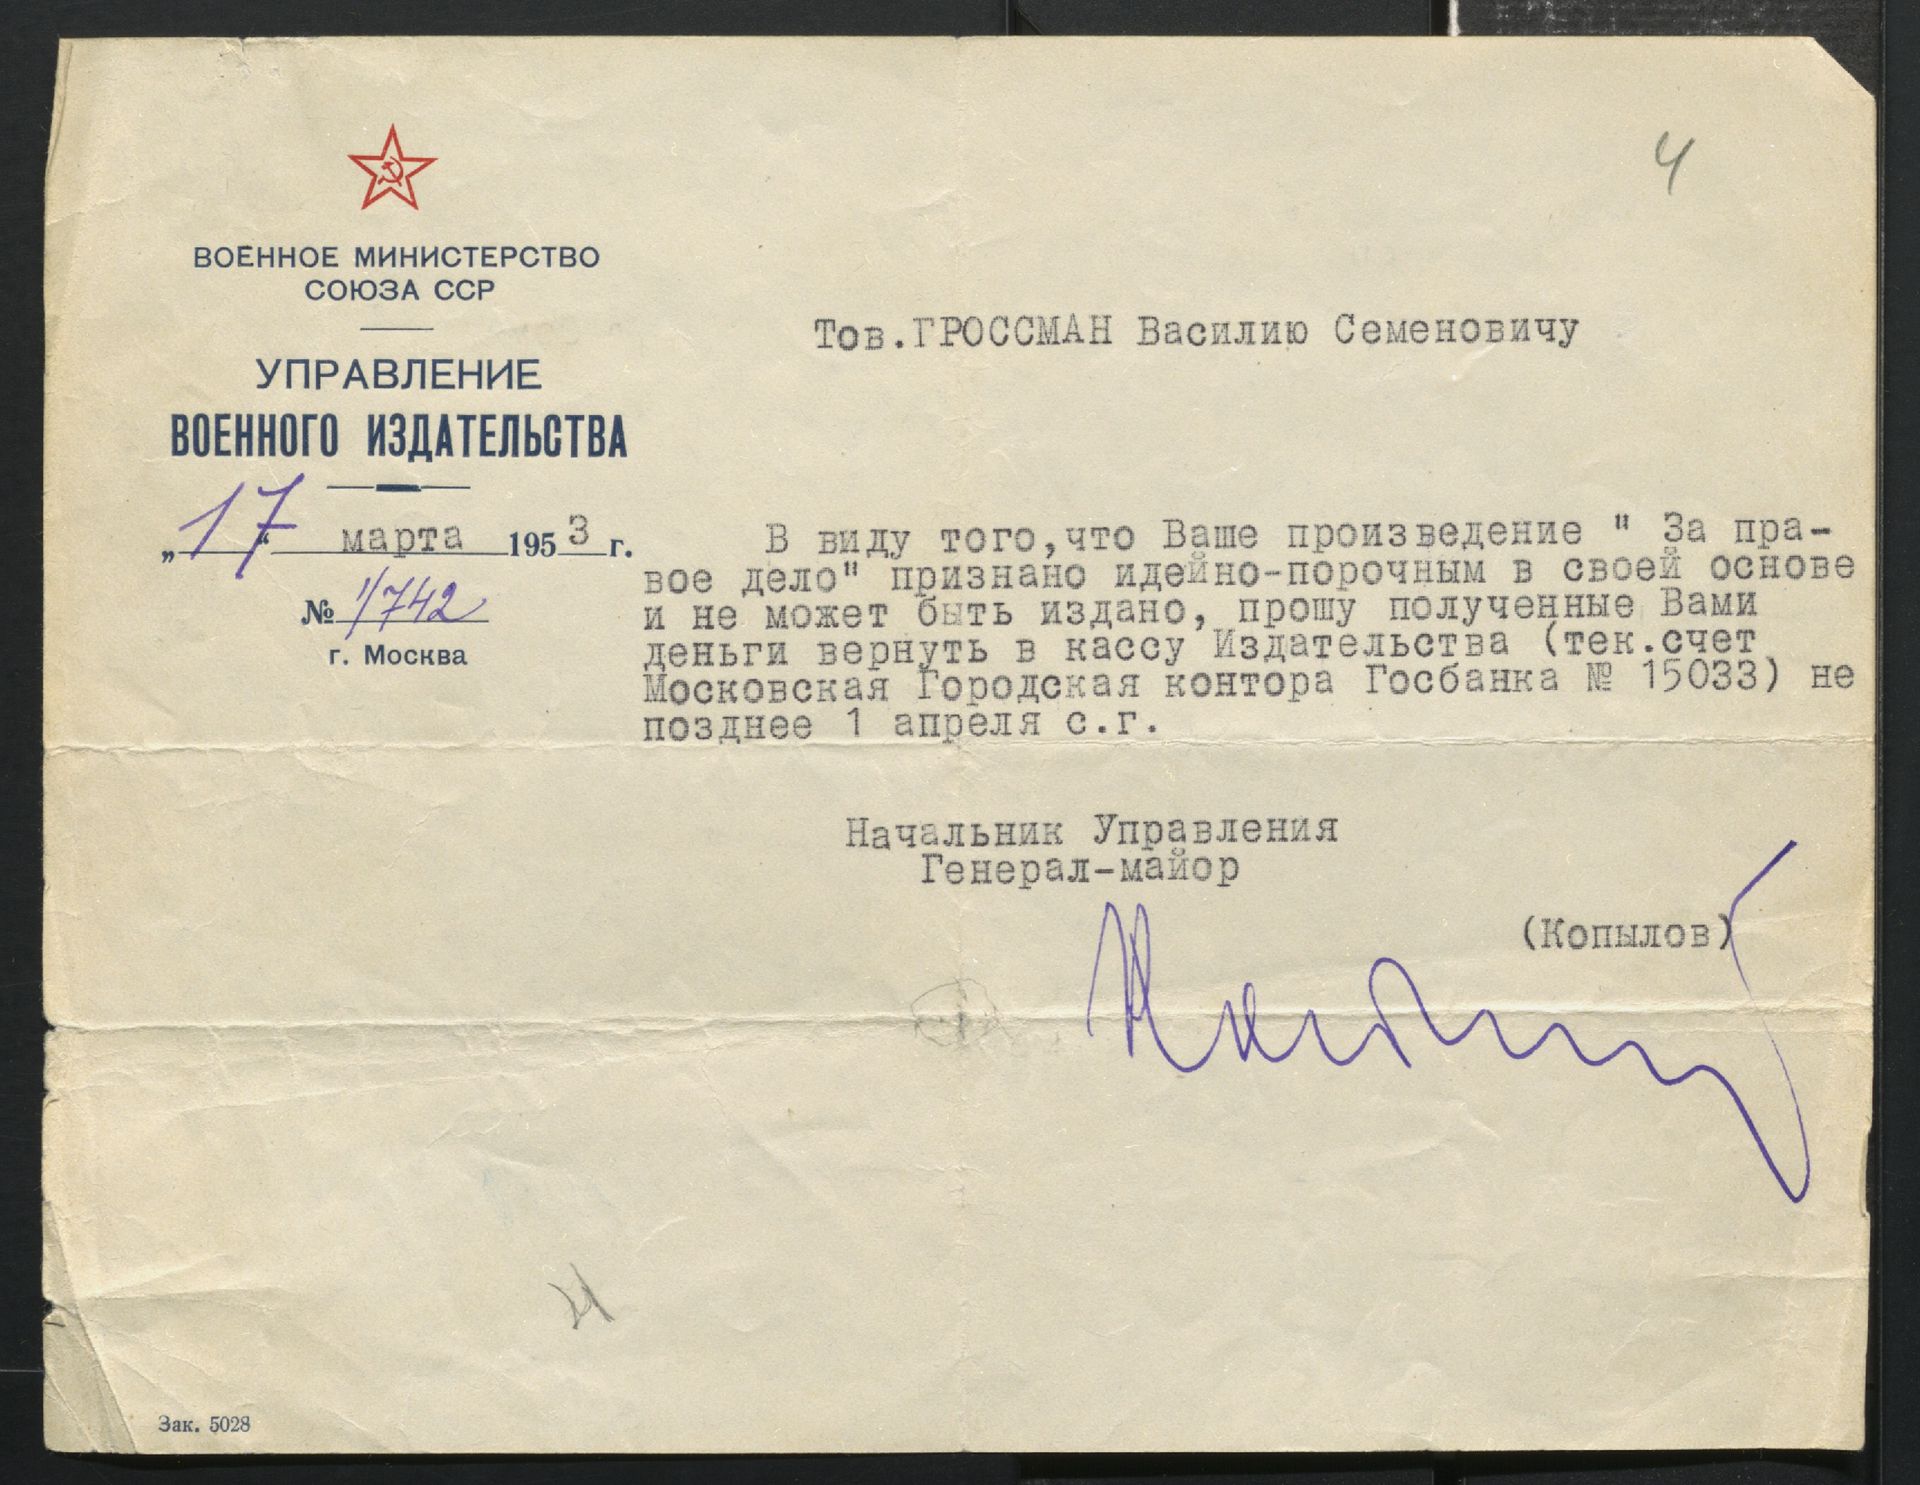 4
ВОЕННОЕ МИНИСТЕРСТВО
СОЮЗА ССР
УПРАВЛЕНИЕ
ВОЕННОГО ИЗДАТЕЛЬСТВА
„17“ марта 1953 г.
№ 1/742
г. Москва
Тов.ГРОССМАН Василию Семеновичу
В виду того,что Ваше произведение " За пра-
вое дело" признано идейно-порочным в своей основе
и не может быть издано, прошу полученные Вами
деньги вернуть в кассу Издательства (тек.счет
Московская Городская контора Госбанка № 15033) не
позднее 1 апреля с.г.
Начальник Управления
Генерал-майор
(Копылов)
Зак. 5028